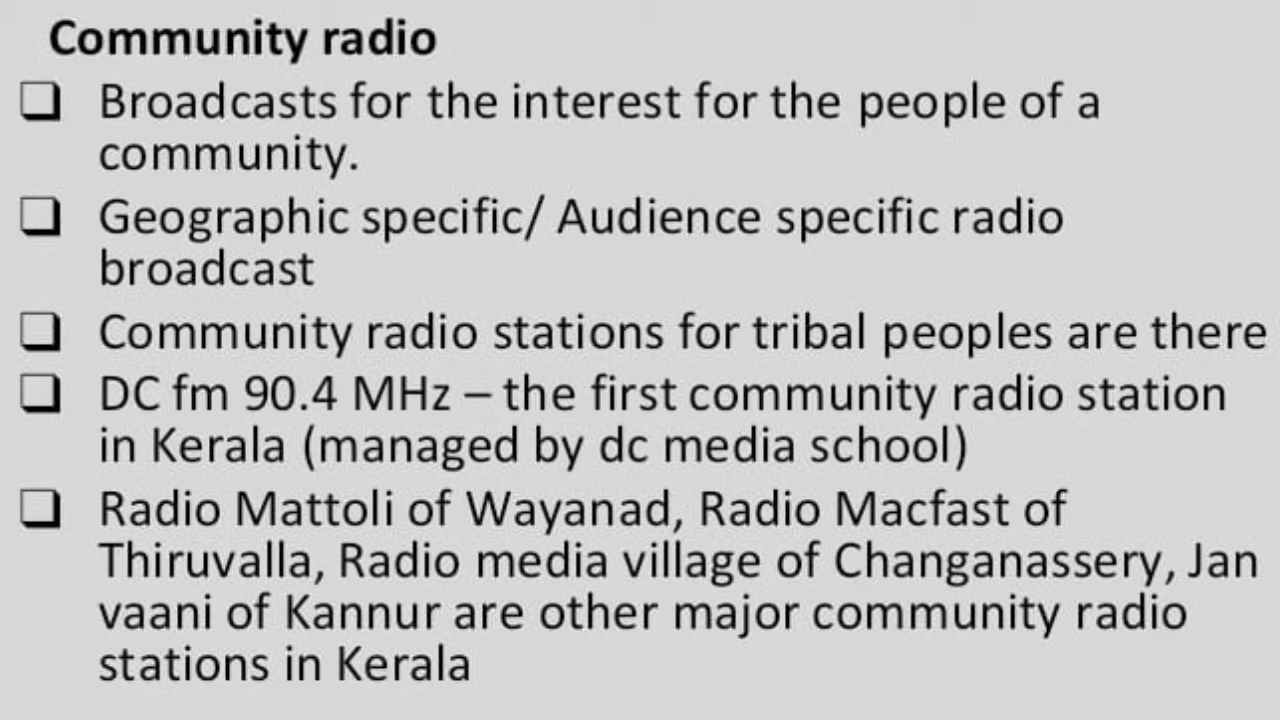 Community radio
❑ Broadcasts for the interest for the people of a
community.
❑ Geographic specific/ Audience specific radio
broadcast
❑ Community radio stations for tribal peoples are there
❑ DC fm 90.4 MHz – the first community radio station
in Kerala (managed by dc media school)
❑ Radio Mattoli of Wayanad, Radio Macfast of
Thiruvalla, Radio media village of Changanassery, Jan
vaani of Kannur are other major community radio
stations in Kerala